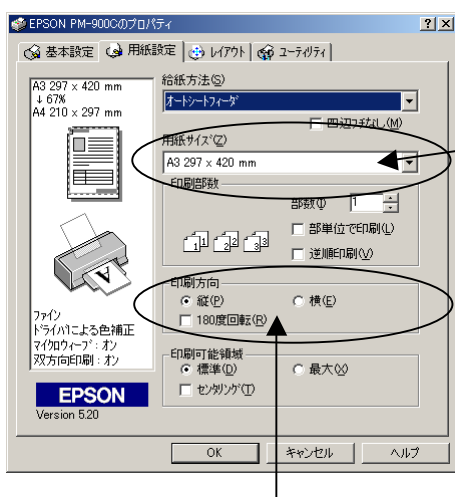 EPSON PM-900Cのプロパティ
? ×
基本設定 用紙設定 レイアウト ユーティリティ
A3 297 x 420 mm
↓ 67%
A4 210 x 297 mm
給紙方法(S)
オートシートフィーダ
四辺フチなし(M)
用紙サイズ(Z)
A3 297 x 420 mm
印刷部数
部数(I) 1
部単位で印刷(L)
逆順印刷(V)
1 1 2 2 3 3
印刷方向
縦(P) 横(E)
180度回転(R)
A
ファイン
ドライバによる色補正
マイクロウィーブ: オン
双方向印刷: オン
印刷可能領域
標準(D) 最大(X)
センタリング(T)
EPSON
Version 5.20
OK キャンセル ヘルプ